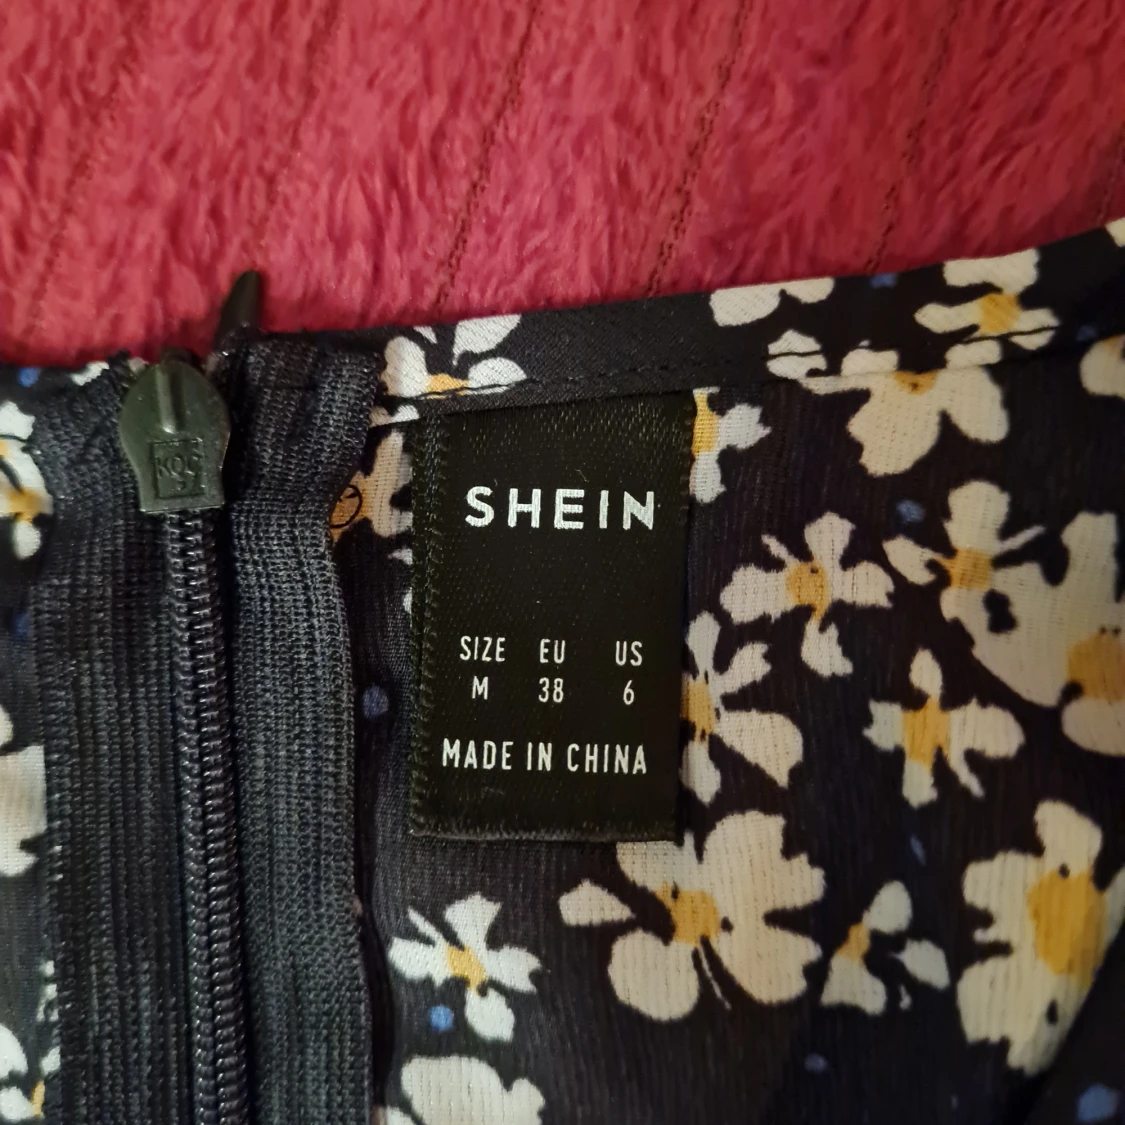 SHEIN
SIZE EU US
M 38 6
MADE IN CHINA